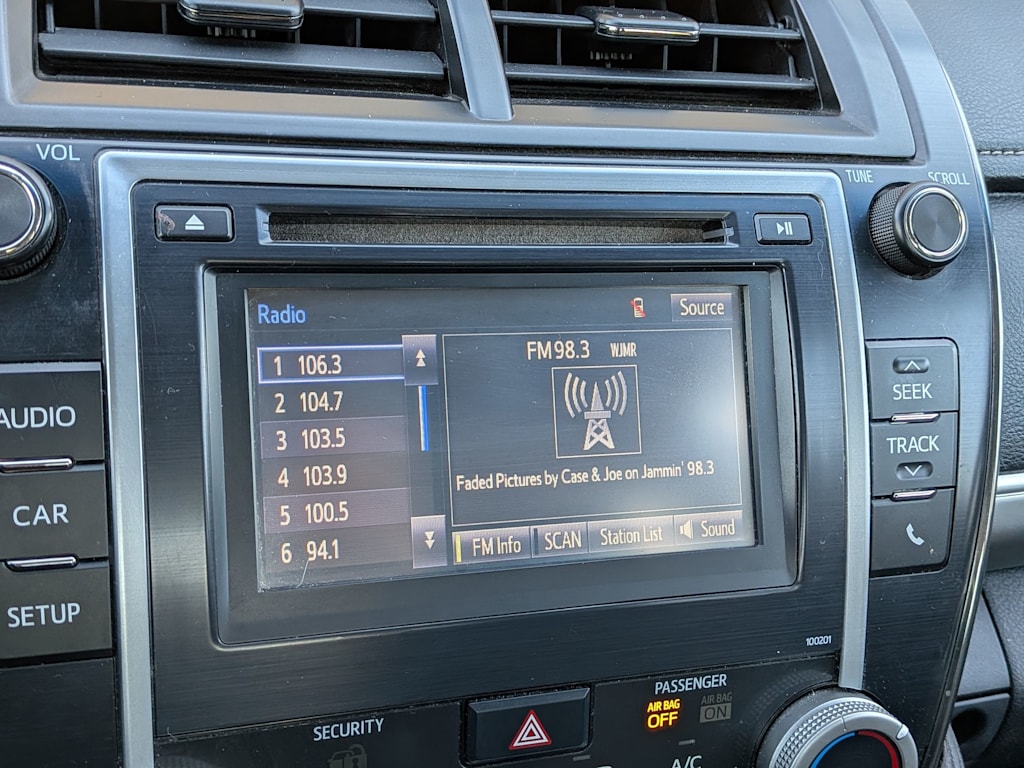 VOL
TUNE
SCROLL
Radio
Source
1 106.3
2 104.7
3 103.5
4 103.9
5 100.5
6 94.1
FM 98.3 WJMR
Faded Pictures by Case & Joe on Jammin' 98.3
FM Info
SCAN
Station List
Sound
AUDIO
CAR
SETUP
SEEK
TRACK
100201
SECURITY
PASSENGER
AIR BAG
OFF
AIR BAG
ON
A/C